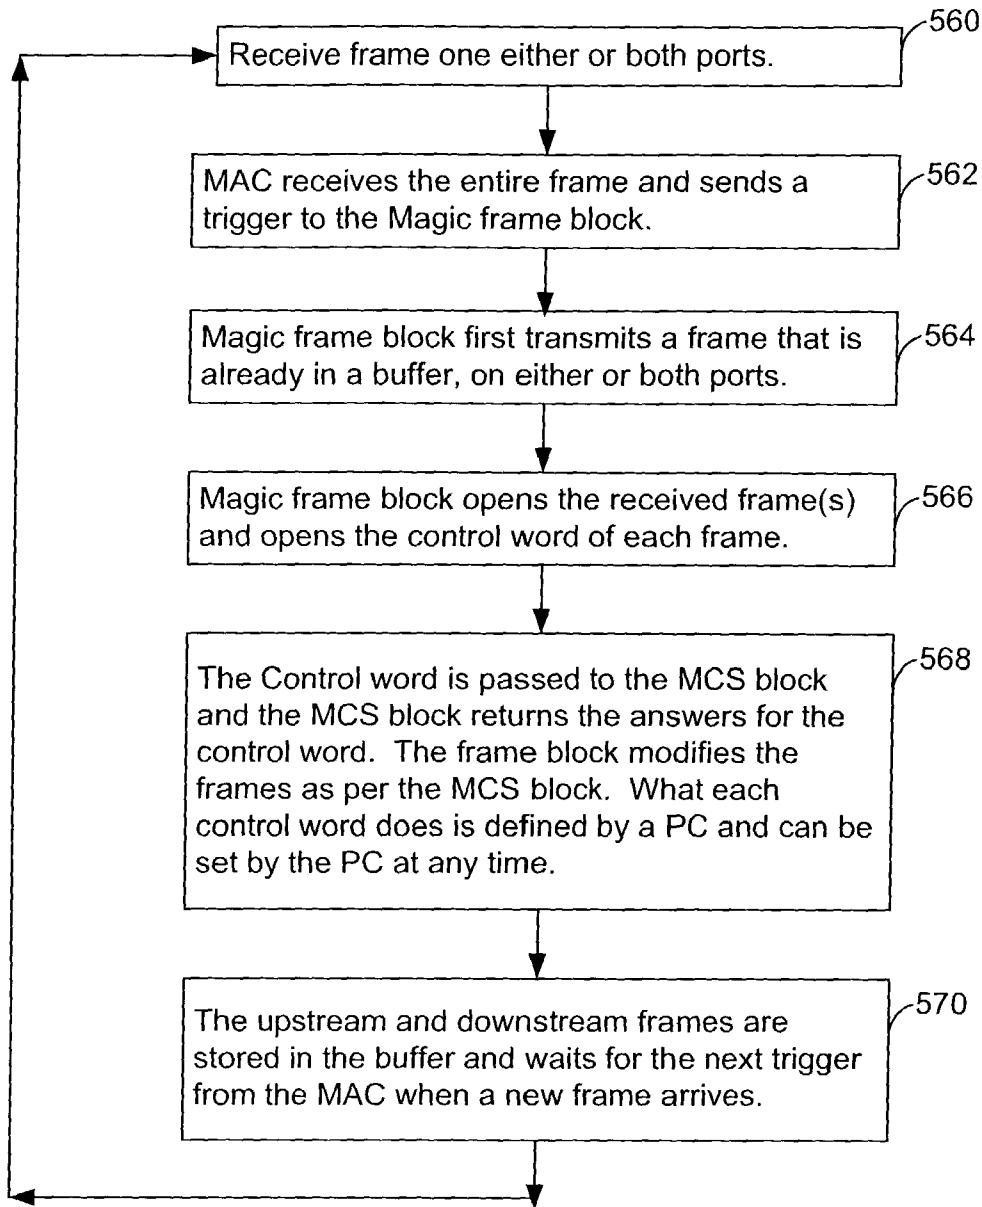 560
Receive frame one either or both ports.
562
MAC receives the entire frame and sends a
trigger to the Magic frame block.
564
Magic frame block first transmits a frame that is
already in a buffer, on either or both ports.
566
Magic frame block opens the received frame(s)
and opens the control word of each frame.
568
The Control word is passed to the MCS block
and the MCS block returns the answers for the
control word.  The frame block modifies the
frames as per the MCS block.  What each
control word does is defined by a PC and can be
set by the PC at any time.
570
The upstream and downstream frames are
stored in the buffer and waits for the next trigger
from the MAC when a new frame arrives.